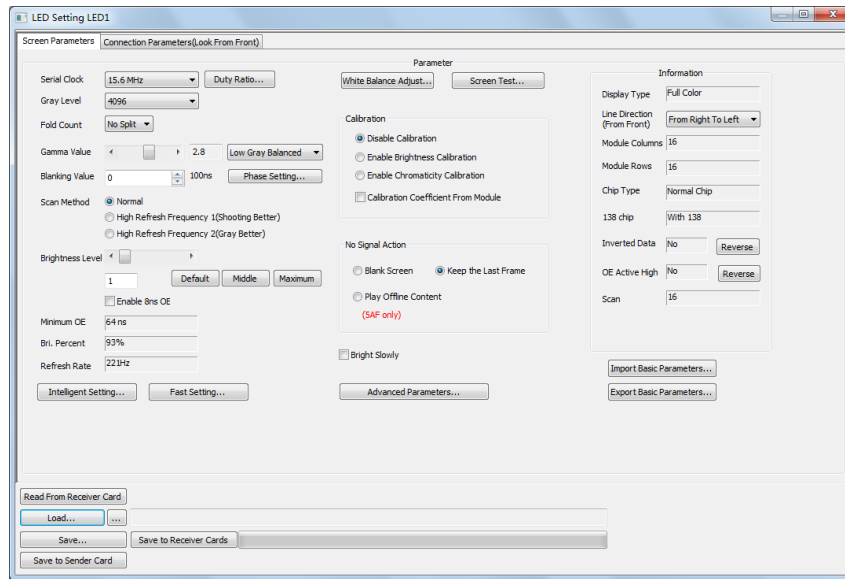 LED Setting LED1
Screen Parameters
Connection Parameters(Look From Front)
Parameter
Serial Clock
15.6 MHz
Duty Ratio...
Gray Level
4096
Fold Count
No Split
Gamma Value
2.8
Low Gray Balanced
Blanking Value
0
100ns
Phase Setting...
Scan Method
Normal
High Refresh Frequency 1(Shooting Better)
High Refresh Frequency 2(Gray Better)
Brightness Level
1
Default
Middle
Maximum
Enable 8ns OE
Minimum OE
64 ns
Bri. Percent
93%
Refresh Rate
221Hz
Intelligent Setting...
Fast Setting...
White Balance Adjust...
Screen Test...
Calibration
Disable Calibration
Enable Brightness Calibration
Enable Chromaticity Calibration
Calibration Coefficient From Module
No Signal Action
Blank Screen
Keep the Last Frame
Play Offline Content
(5AF only)
Bright Slowly
Advanced Parameters...
Information
Display Type
Full Color
Line Direction
(From Front)
From Right To Left
Module Columns
16
Module Rows
16
Chip Type
Normal Chip
138 chip
With 138
Inverted Data
No
Reverse
OE Active High
No
Reverse
Scan
16
Import Basic Parameters...
Export Basic Parameters...
Read From Receiver Card
Load...
...
Save...
Save to Receiver Cards
Save to Sender Card